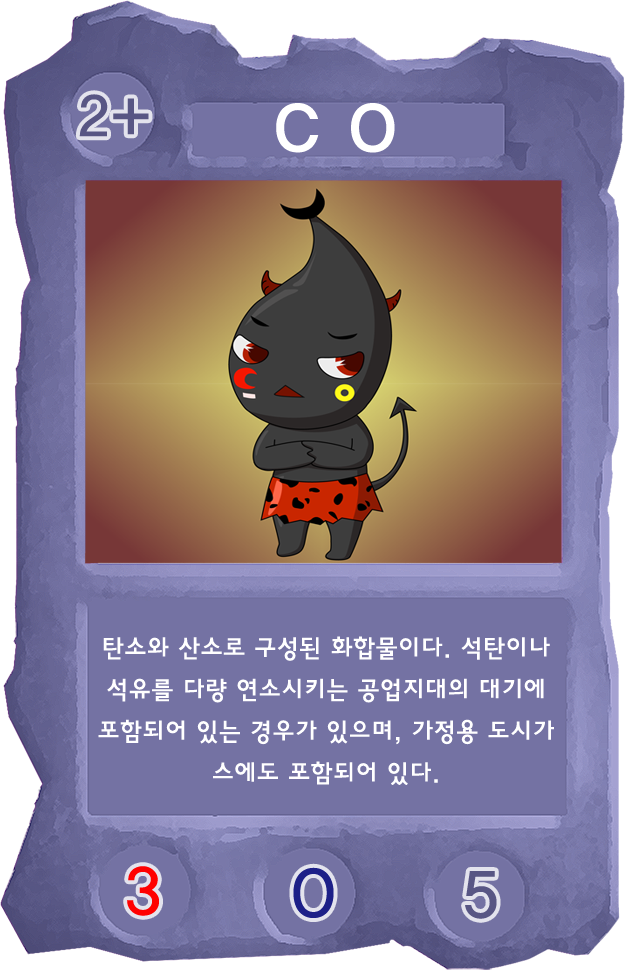 2+
C O
탄소와 산소로 구성된 화합물이다. 석탄이나
석유를 다량 연소시키는 공업지대의 대기에
포함되어 있는 경우가 있으며, 가정용 도시가
스에도 포함되어 있다.
3 0 5